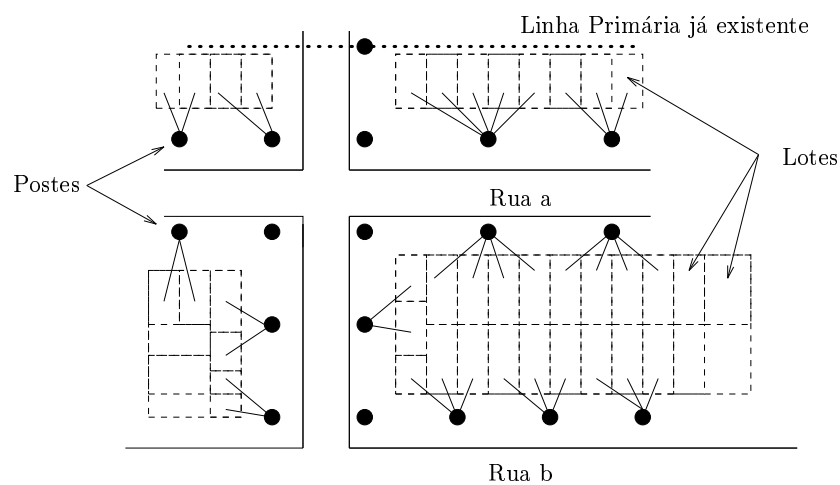 Linha Primária já existente
Lotes
Postes
Rua a
Rua b